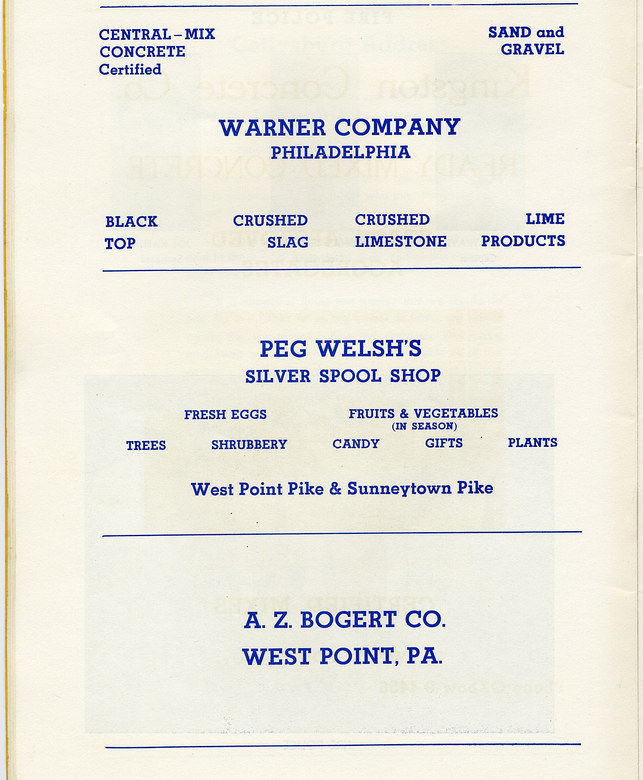 CENTRAL-MIX SAND and
CONCRETE GRAVEL
Certified
WARNER COMPANY
PHILADELPHIA
BLACK CRUSHED CRUSHED LIME
TOP SLAG LIMESTONE PRODUCTS
PEG WELSH'S
SILVER SPOOL SHOP
FRESH EGGS FRUITS & VEGETABLES
(IN SEASON)
TREES SHRUBBERY CANDY GIFTS PLANTS
West Point Pike & Sunneytown Pike
A. Z. BOGERT CO.
WEST POINT, PA.